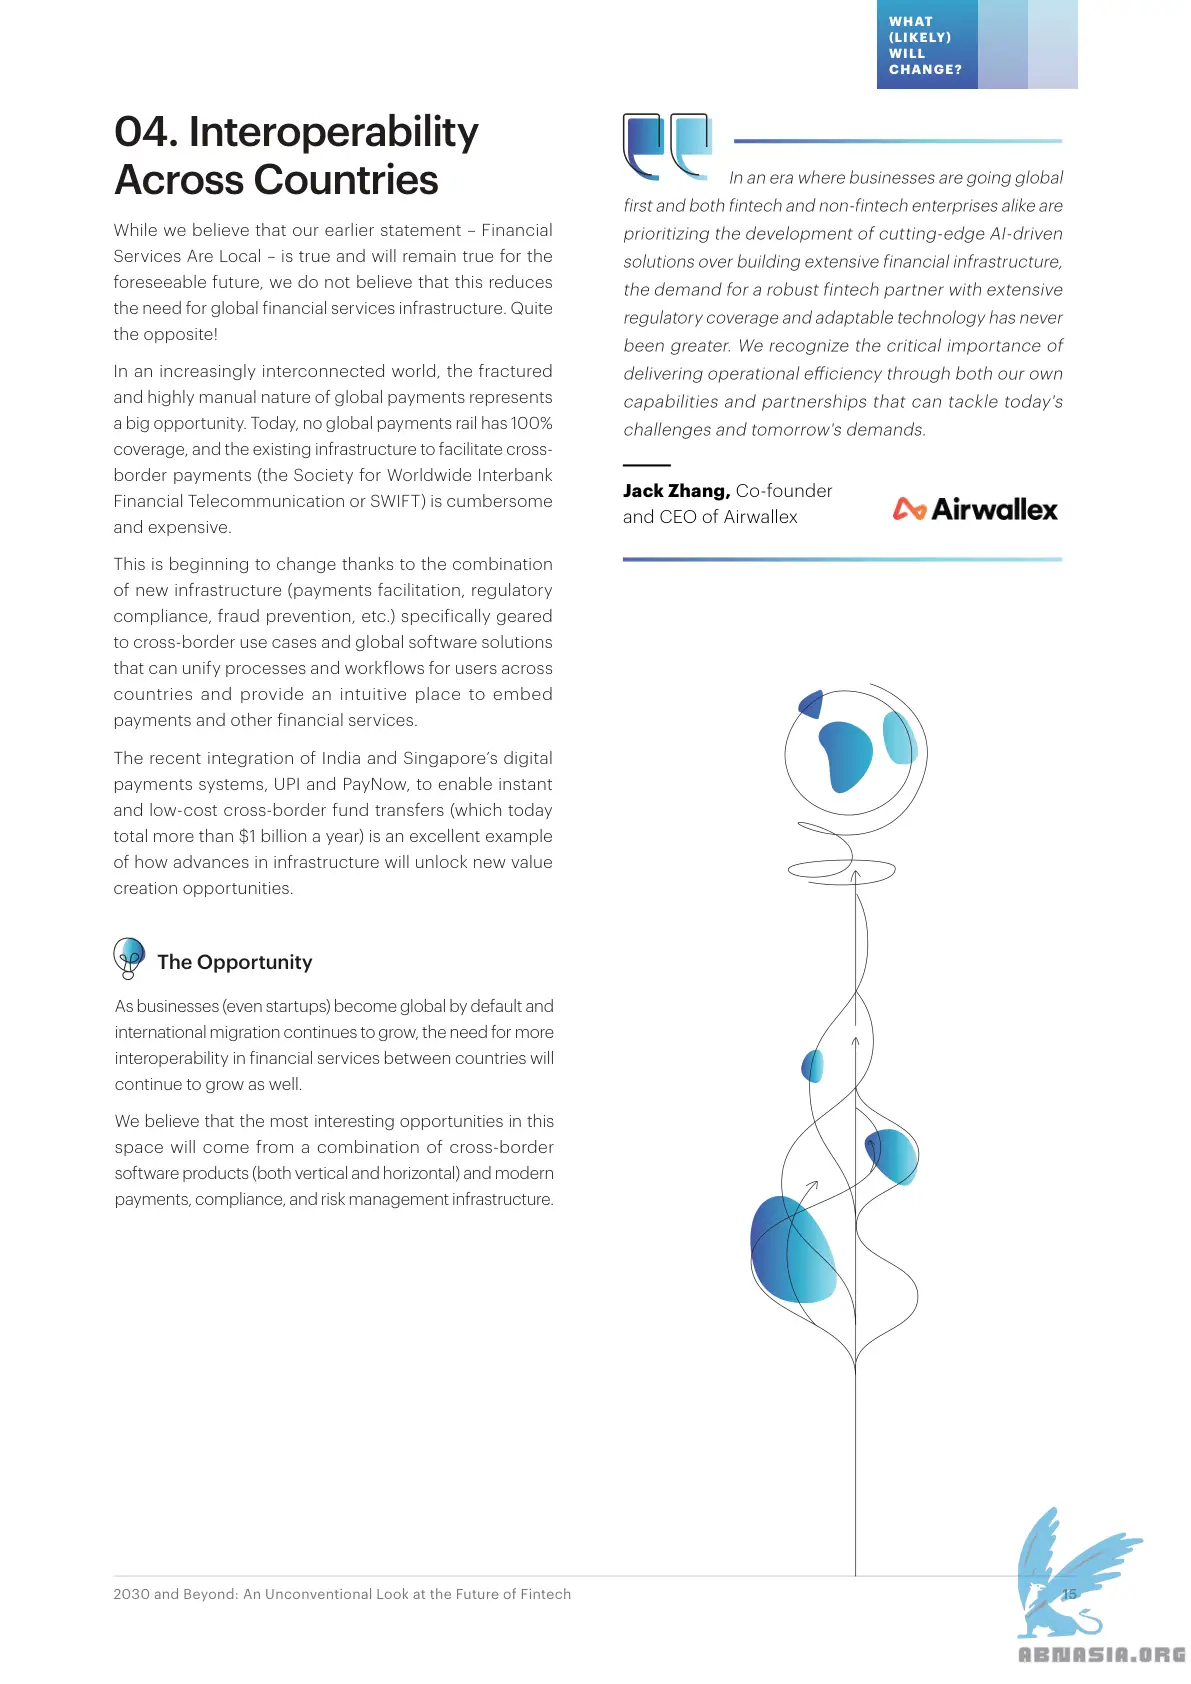 WHAT
(LIKELY)
WILL
CHANGE?
04. Interoperability
Across Countries
While we believe that our earlier statement – Financial
Services Are Local – is true and will remain true for the
foreseeable future, we do not believe that this reduces
the need for global financial services infrastructure. Quite
the opposite!
In an increasingly interconnected world, the fractured
and highly manual nature of global payments represents
a big opportunity. Today, no global payments rail has 100%
coverage, and the existing infrastructure to facilitate cross-
border payments (the Society for Worldwide Interbank
Financial Telecommunication or SWIFT) is cumbersome
and expensive.
This is beginning to change thanks to the combination
of new infrastructure (payments facilitation, regulatory
compliance, fraud prevention, etc.) specifically geared
to cross-border use cases and global software solutions
that can unify processes and workflows for users across
countries and provide an intuitive place to embed
payments and other financial services.
The recent integration of India and Singapore’s digital
payments systems, UPI and PayNow, to enable instant
and low-cost cross-border fund transfers (which today
total more than $1 billion a year) is an excellent example
of how advances in infrastructure will unlock new value
creation opportunities.
The Opportunity
As businesses (even startups) become global by default and
international migration continues to grow, the need for more
interoperability in financial services between countries will
continue to grow as well.
We believe that the most interesting opportunities in this
space will come from a combination of cross-border
software products (both vertical and horizontal) and modern
payments, compliance, and risk management infrastructure.
In an era where businesses are going global
first and both fintech and non-fintech enterprises alike are
prioritizing the development of cutting-edge AI-driven
solutions over building extensive financial infrastructure,
the demand for a robust fintech partner with extensive
regulatory coverage and adaptable technology has never
been greater. We recognize the critical importance of
delivering operational efficiency through both our own
capabilities and partnerships that can tackle today's
challenges and tomorrow's demands.
Jack Zhang, Co-founder
and CEO of Airwallex
Airwallex
2030 and Beyond: An Unconventional Look at the Future of Fintech
15
ABNASIA.ORG